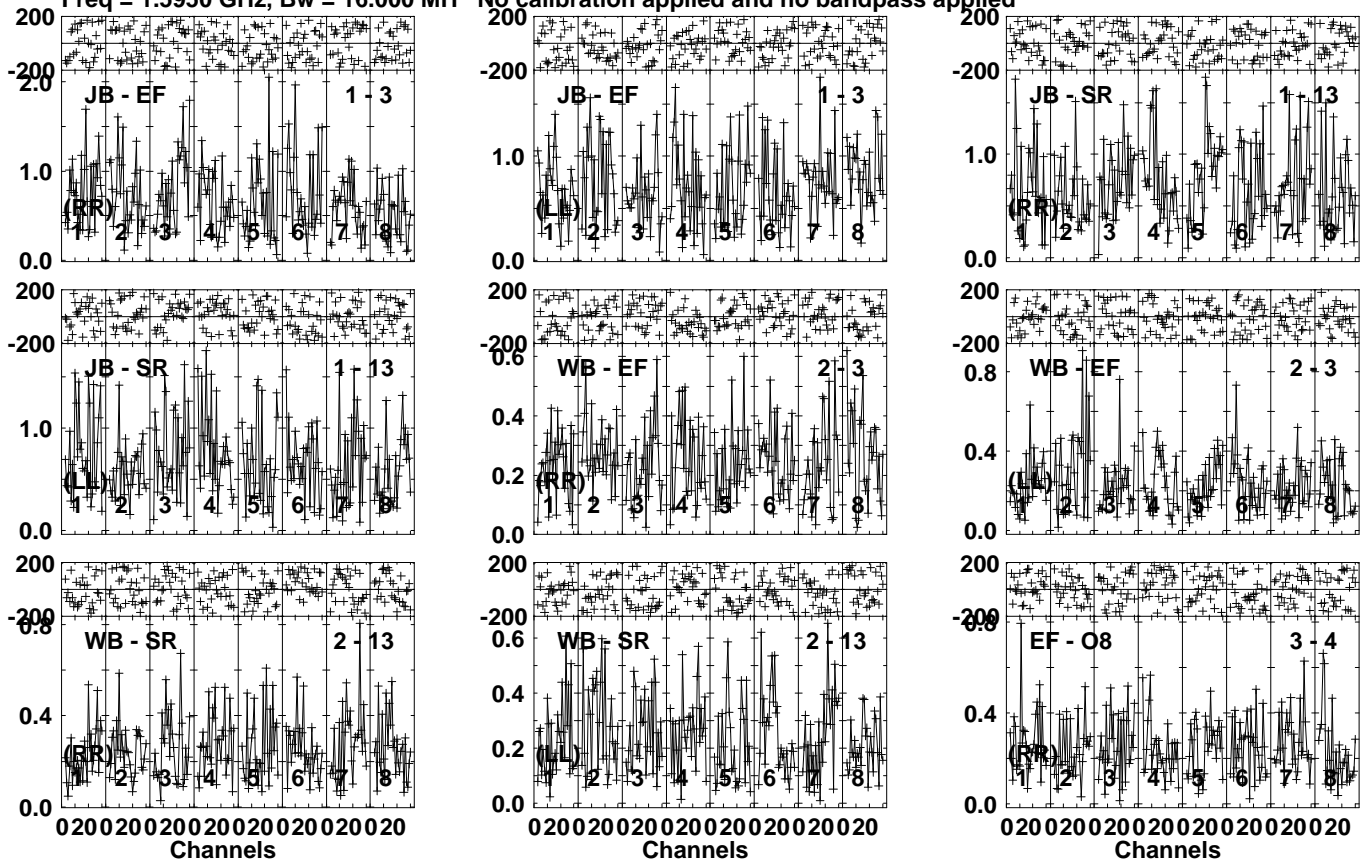 Freq = 1.5950 GHz, Bw = 16.000 MH No calibration applied and no bandpass applied
200 200 200
-200 -200 -200
2.0 JB - EF 1 - 3 JB - EF 1 - 3 JB - SR 1 - 13
1.0 1.0 1.0
(RR) (LL) (RR)
1 2 3 4 5 6 7 8 1 2 3 4 5 6 7 8 1 2 3 4 5 6 7 8
0.0 0.0 0.0
200 200 200
-200 -200 -200
JB - SR 1 - 13 0.6 WB - EF 2 - 3 0.8 WB - EF 2 - 3
1.0 0.4 0.4
(LL) 0.2 (RR) (LL)
1 2 3 4 5 6 7 8 1 2 3 4 5 6 7 8 1 2 3 4 5 6 7 8
0.0 0.0 0.0
200 200 200
-200 -200 -200
0.8 WB - SR 2 - 13 0.6 WB - SR 2 - 13 0.8 EF - O8 3 - 4
0.4 0.4 0.4
(RR) 0.2 (LL) (RR)
1 2 3 4 5 6 7 8 1 2 3 4 5 6 7 8 1 2 3 4 5 6 7 8
0.0 0.0 0.0
0 20 0 20 0 20 0 20 0 20 0 20 0 20 0 20 0 20 0 20 0 20 0 20 0 20 0 20 0 20 0 20 0 20 0 20 0 20 0 20 0 20 0 20 0 20 0 20
Channels Channels Channels